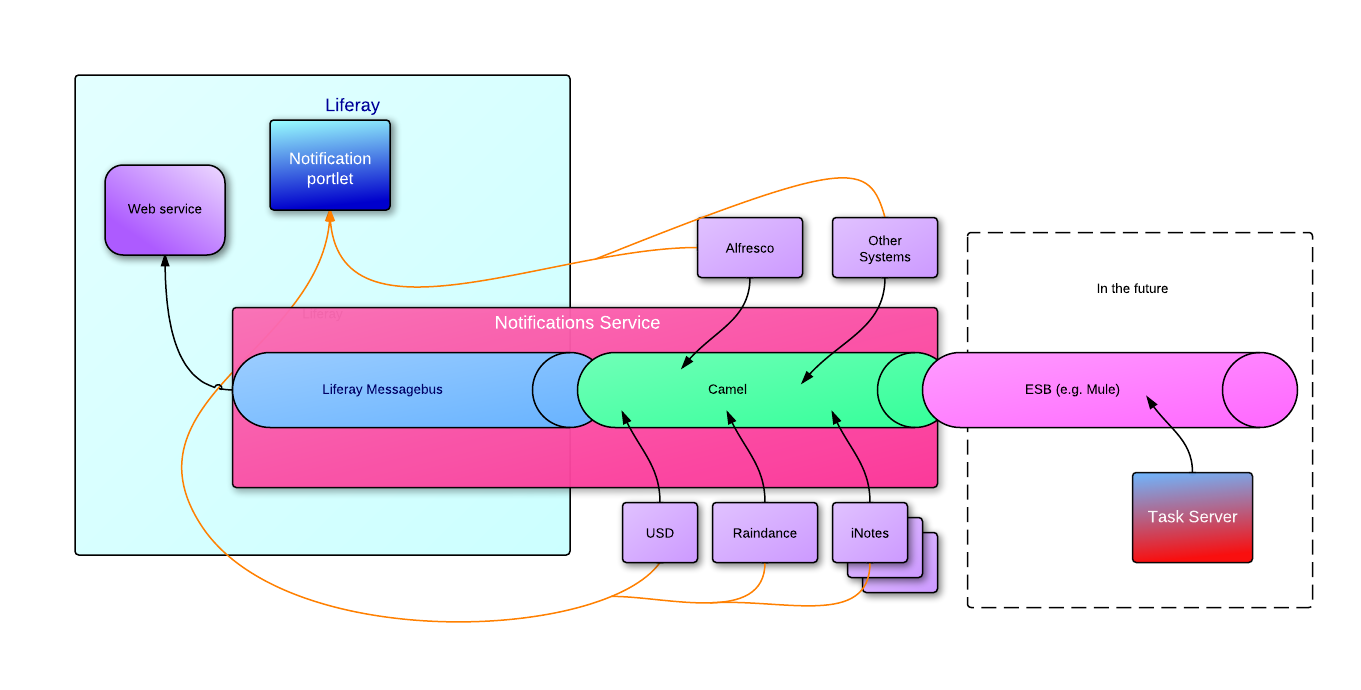 Liferay
Notification
portlet
Web service
Alfresco
Other
Systems
In the future
Liferay
Notifications Service
Liferay Messagebus
Camel
ESB (e.g. Mule)
Task Server
USD
Raindance
iNotes